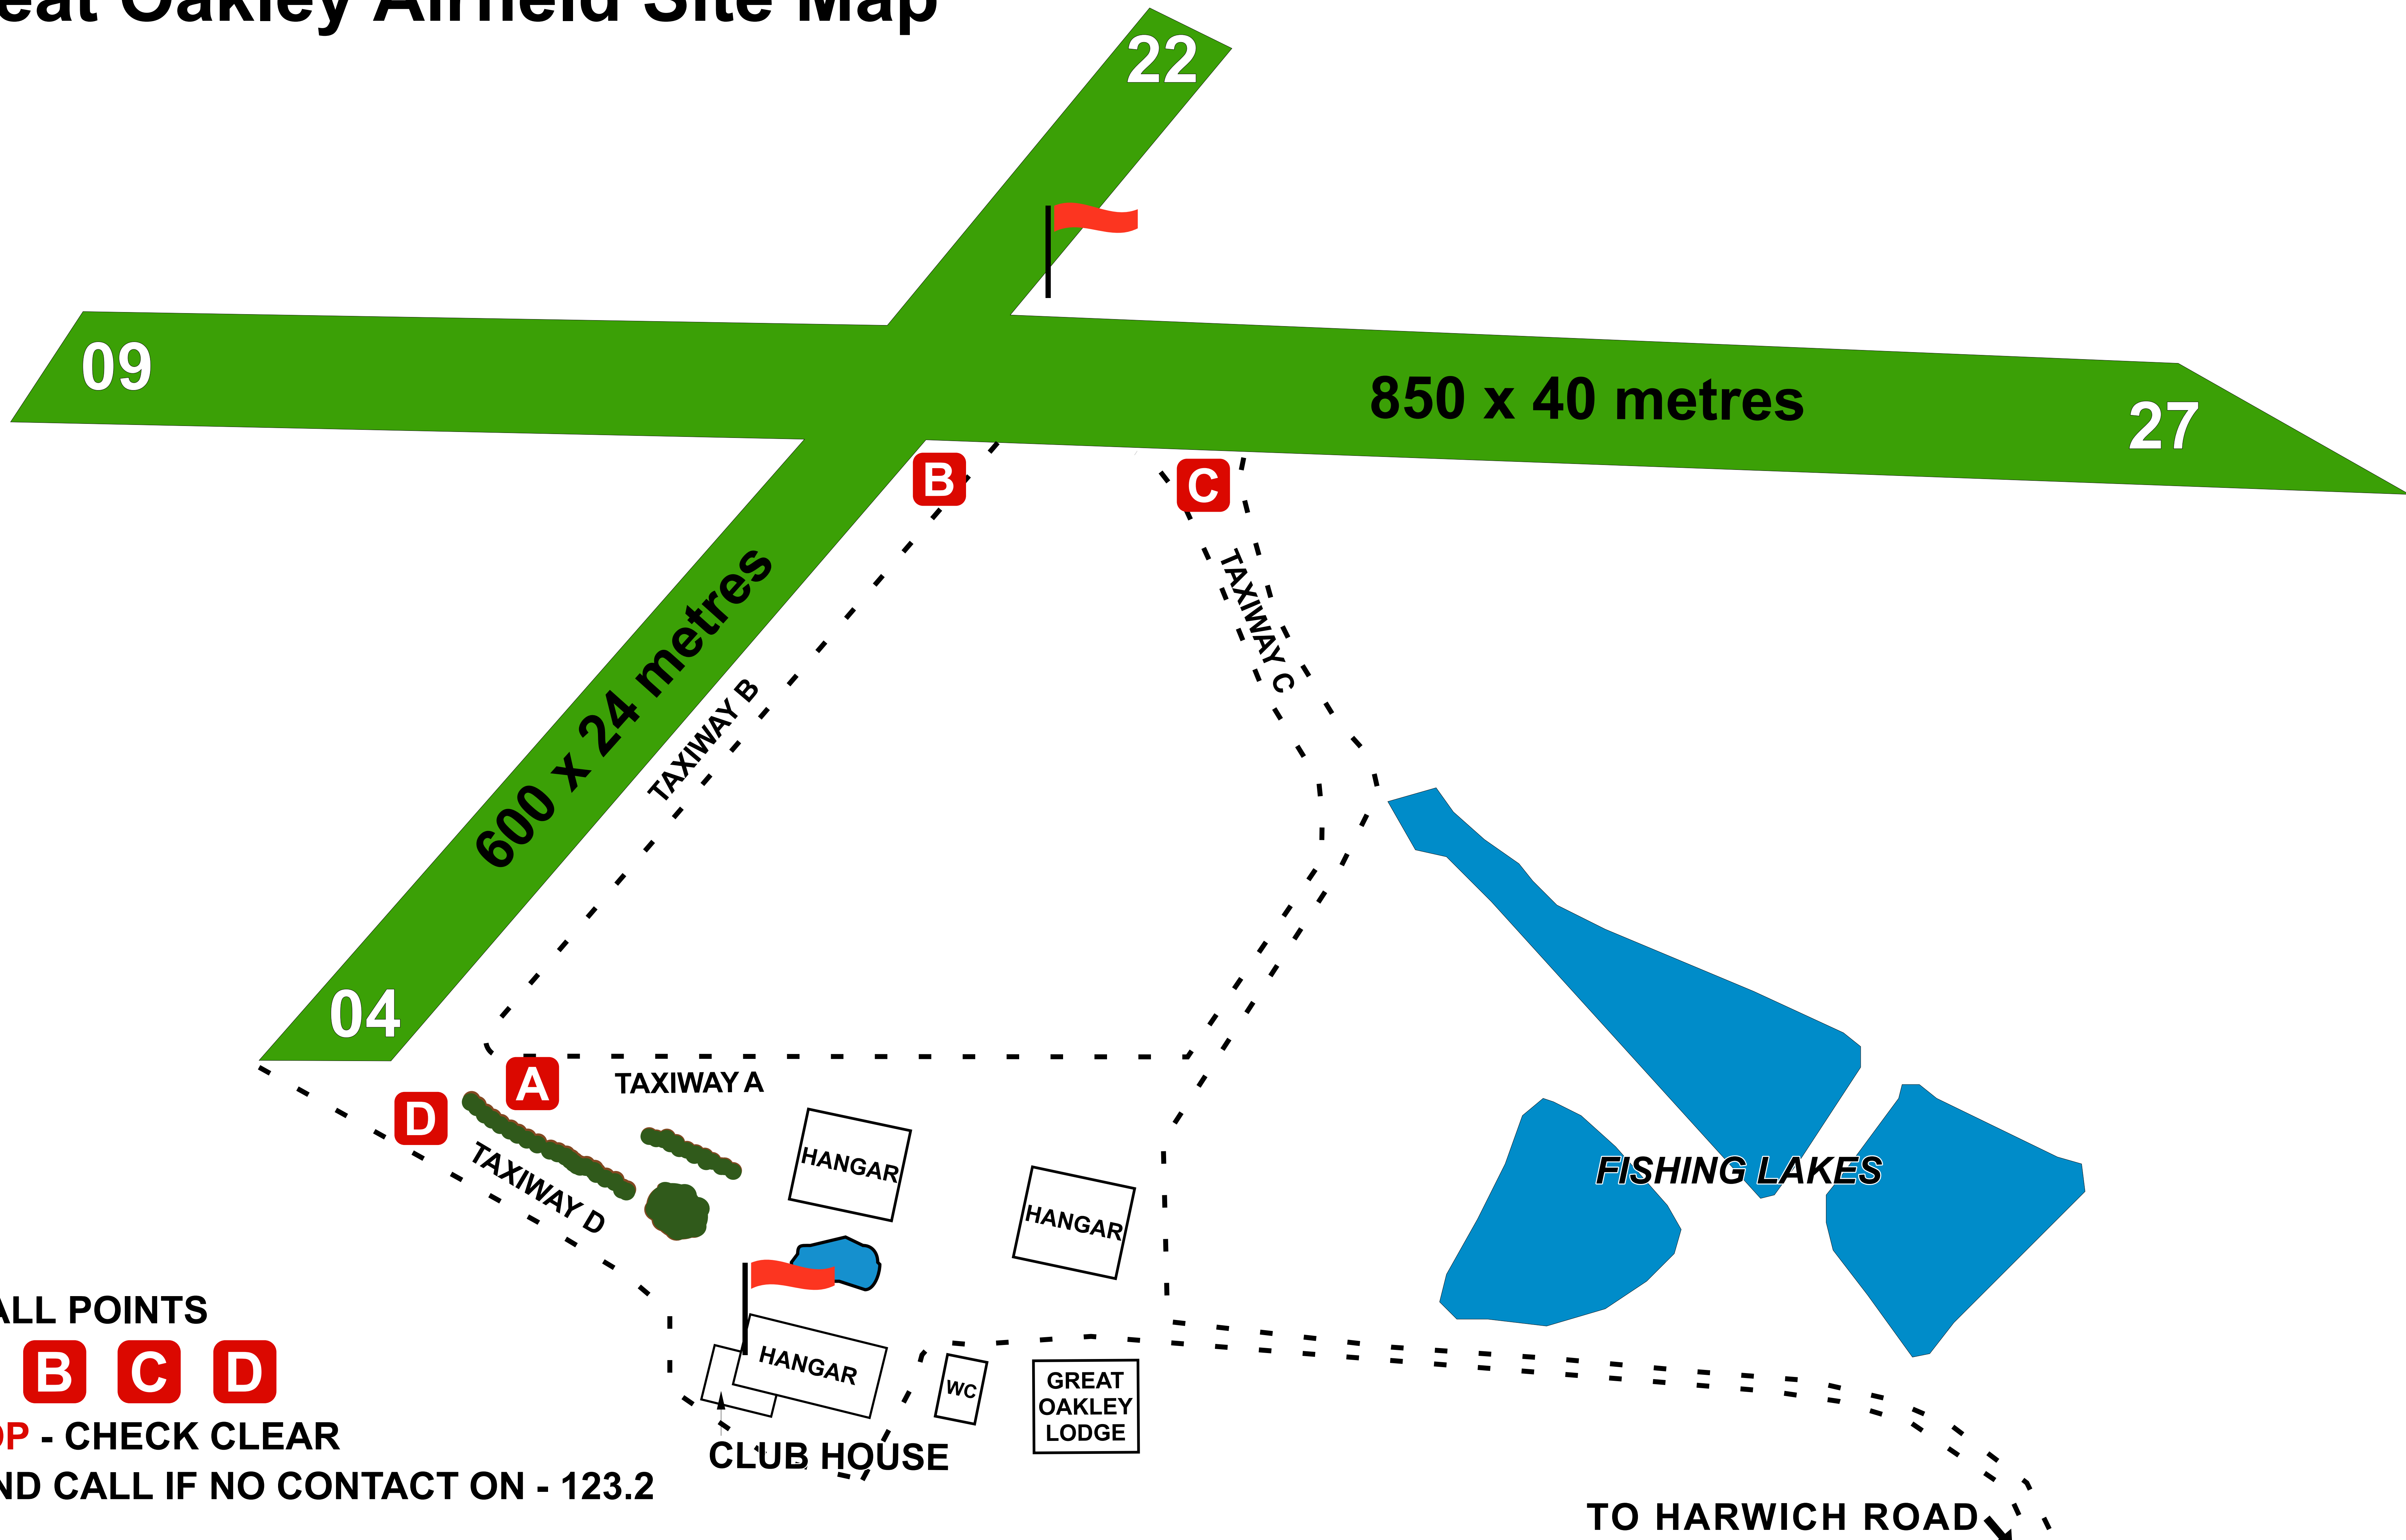 eat Oakley Airfield Site Map
22
09
850 x 40 metres
27
B
C
TAXIWAY C
600 x 24 metres
TAXIWAY B
04
A
TAXIWAY A
D
TAXIWAY D
HANGAR
HANGAR
FISHING LAKES
ALL POINTS
B C D
OP - CHECK CLEAR
ND CALL IF NO CONTACT ON - 123.2
HANGAR
WC
GREAT
OAKLEY
LODGE
CLUB HOUSE
TO HARWICH ROAD